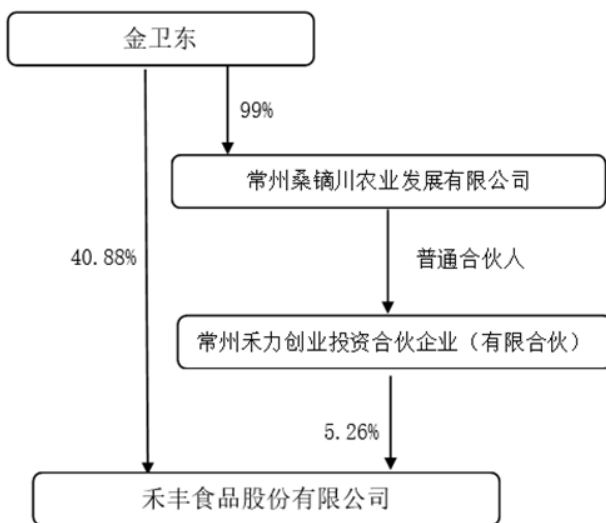 金卫东
99%
常州桑镝川农业发展有限公司
40.88%
普通合伙人
常州禾力创业投资合伙企业（有限合伙）
5.26%
禾丰食品股份有限公司